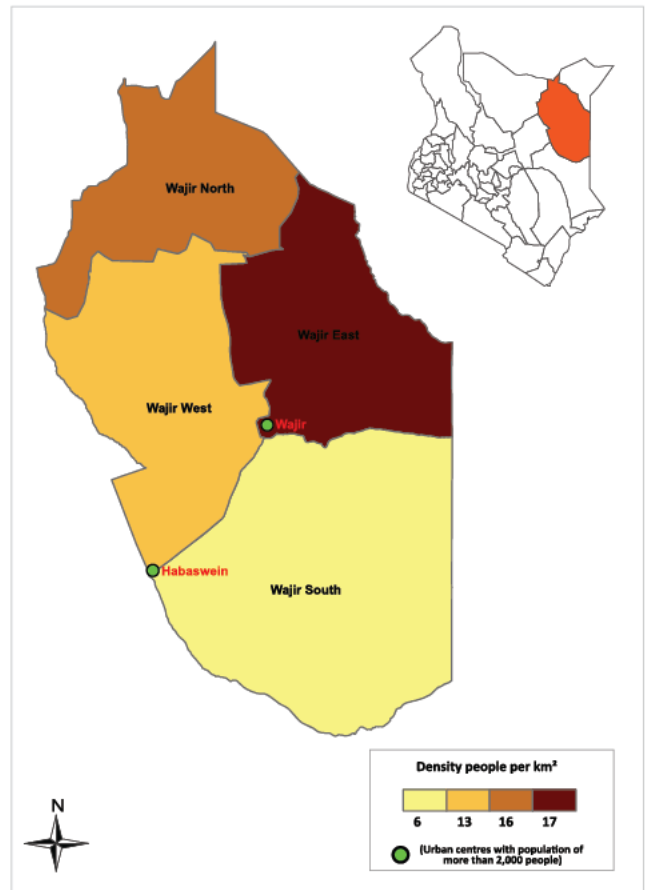 Wajir North
Wajir East
Wajir West
Wajir
Habaswein
Wajir South
Density people per km²
6 13 16 17
(Urban centres with population of
more than 2,000 people)
N